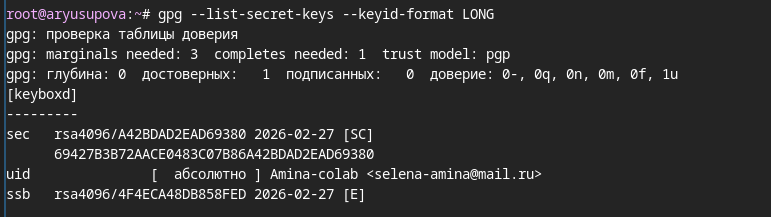 root@aryusupova:~# gpg --list-secret-keys --keyid-format LONG
gpg: проверка таблицы доверия
gpg: marginals needed: 3  completes needed: 1  trust model: pgp
gpg: глубина: 0  достоверных:   1  подписанных:   0  доверие: 0-, 0q, 0n, 0m, 0f, 1u
[keyboxd]
---------
sec   rsa4096/A42BDAD2EAD69380 2026-02-27 [SC]
      69427B3B72AACE0483C07B86A42BDAD2EAD69380
uid               [  абсолютно ] Amina-colab <selena-amina@mail.ru>
ssb   rsa4096/4F4ECA48DB858FED 2026-02-27 [E]